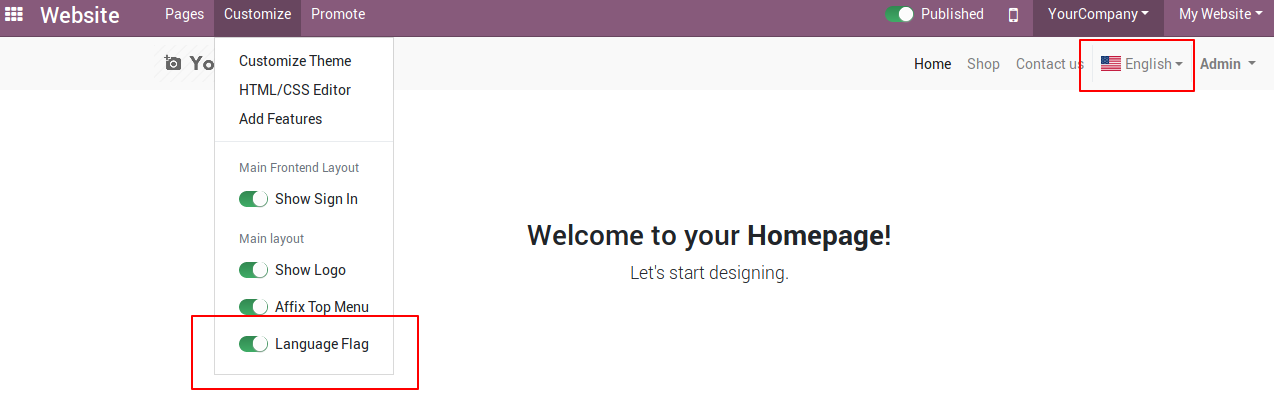 Website Pages Customize Promote Published YourCompany My Website
Yo Home Shop Contact us English Admin
Customize Theme
HTML/CSS Editor
Add Features
Main Frontend Layout
Show Sign In
Main layout
Show Logo
Affix Top Menu
Language Flag
Welcome to your Homepage!
Let's start designing.